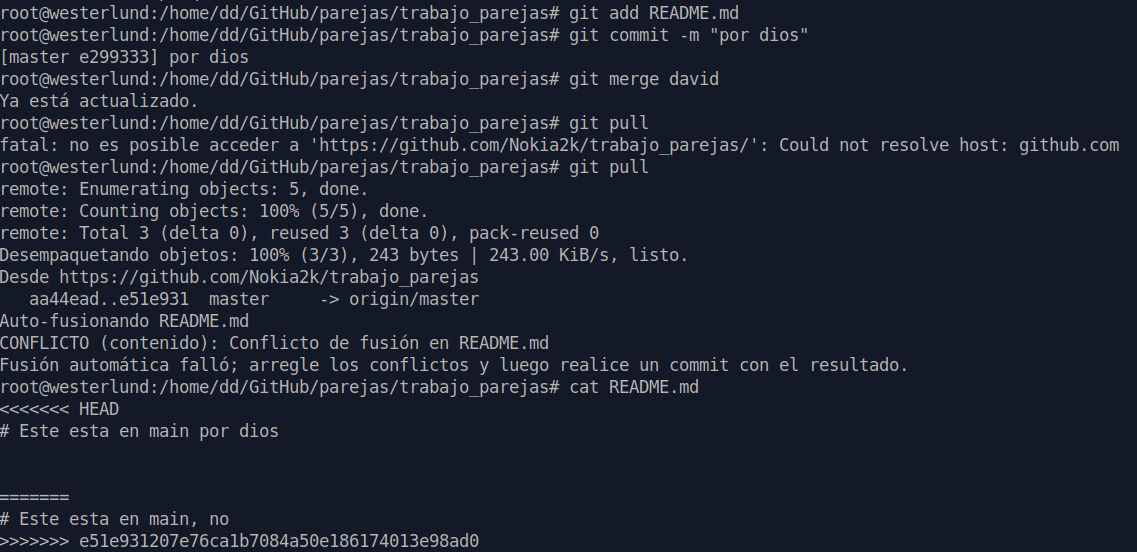 root@westerlund:/home/dd/GitHub/parejas/trabajo_parejas# git add README.md
root@westerlund:/home/dd/GitHub/parejas/trabajo_parejas# git commit -m "por dios"
[master e299333] por dios
root@westerlund:/home/dd/GitHub/parejas/trabajo_parejas# git merge david
Ya está actualizado.
root@westerlund:/home/dd/GitHub/parejas/trabajo_parejas# git pull
fatal: no es posible acceder a 'https://github.com/Nokia2k/trabajo_parejas/': Could not resolve host: github.com
root@westerlund:/home/dd/GitHub/parejas/trabajo_parejas# git pull
remote: Enumerating objects: 5, done.
remote: Counting objects: 100% (5/5), done.
remote: Total 3 (delta 0), reused 3 (delta 0), pack-reused 0
Desempaquetando objetos: 100% (3/3), 243 bytes | 243.00 KiB/s, listo.
Desde https://github.com/Nokia2k/trabajo_parejas
   aa44ead..e51e931  master     -> origin/master
Auto-fusionando README.md
CONFLICTO (contenido): Conflicto de fusión en README.md
Fusión automática falló; arregle los conflictos y luego realice un commit con el resultado.
root@westerlund:/home/dd/GitHub/parejas/trabajo_parejas# cat README.md
<<<<<<< HEAD
# Este esta en main por dios
=======
# Este esta en main, no
>>>>>>> e51e931207e76ca1b7084a50e186174013e98ad0